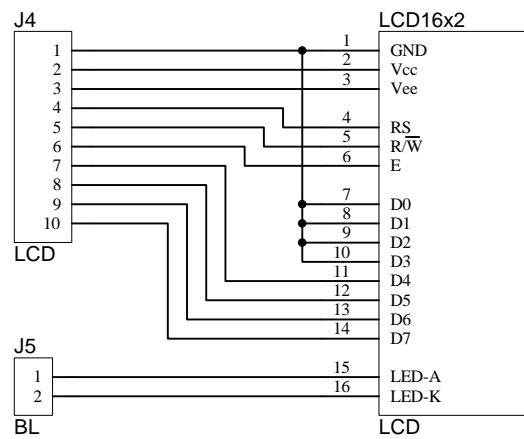 J4
1
2
3
4
5
6
7
8
9
10
LCD
J5
1
2
BL
LCD16x2
1 GND
2 Vcc
3 Vee
4 RS
5 R/W̅
6 E
7 D0
8 D1
9 D2
10 D3
11 D4
12 D5
13 D6
14 D7
15 LED-A
16 LED-K
LCD